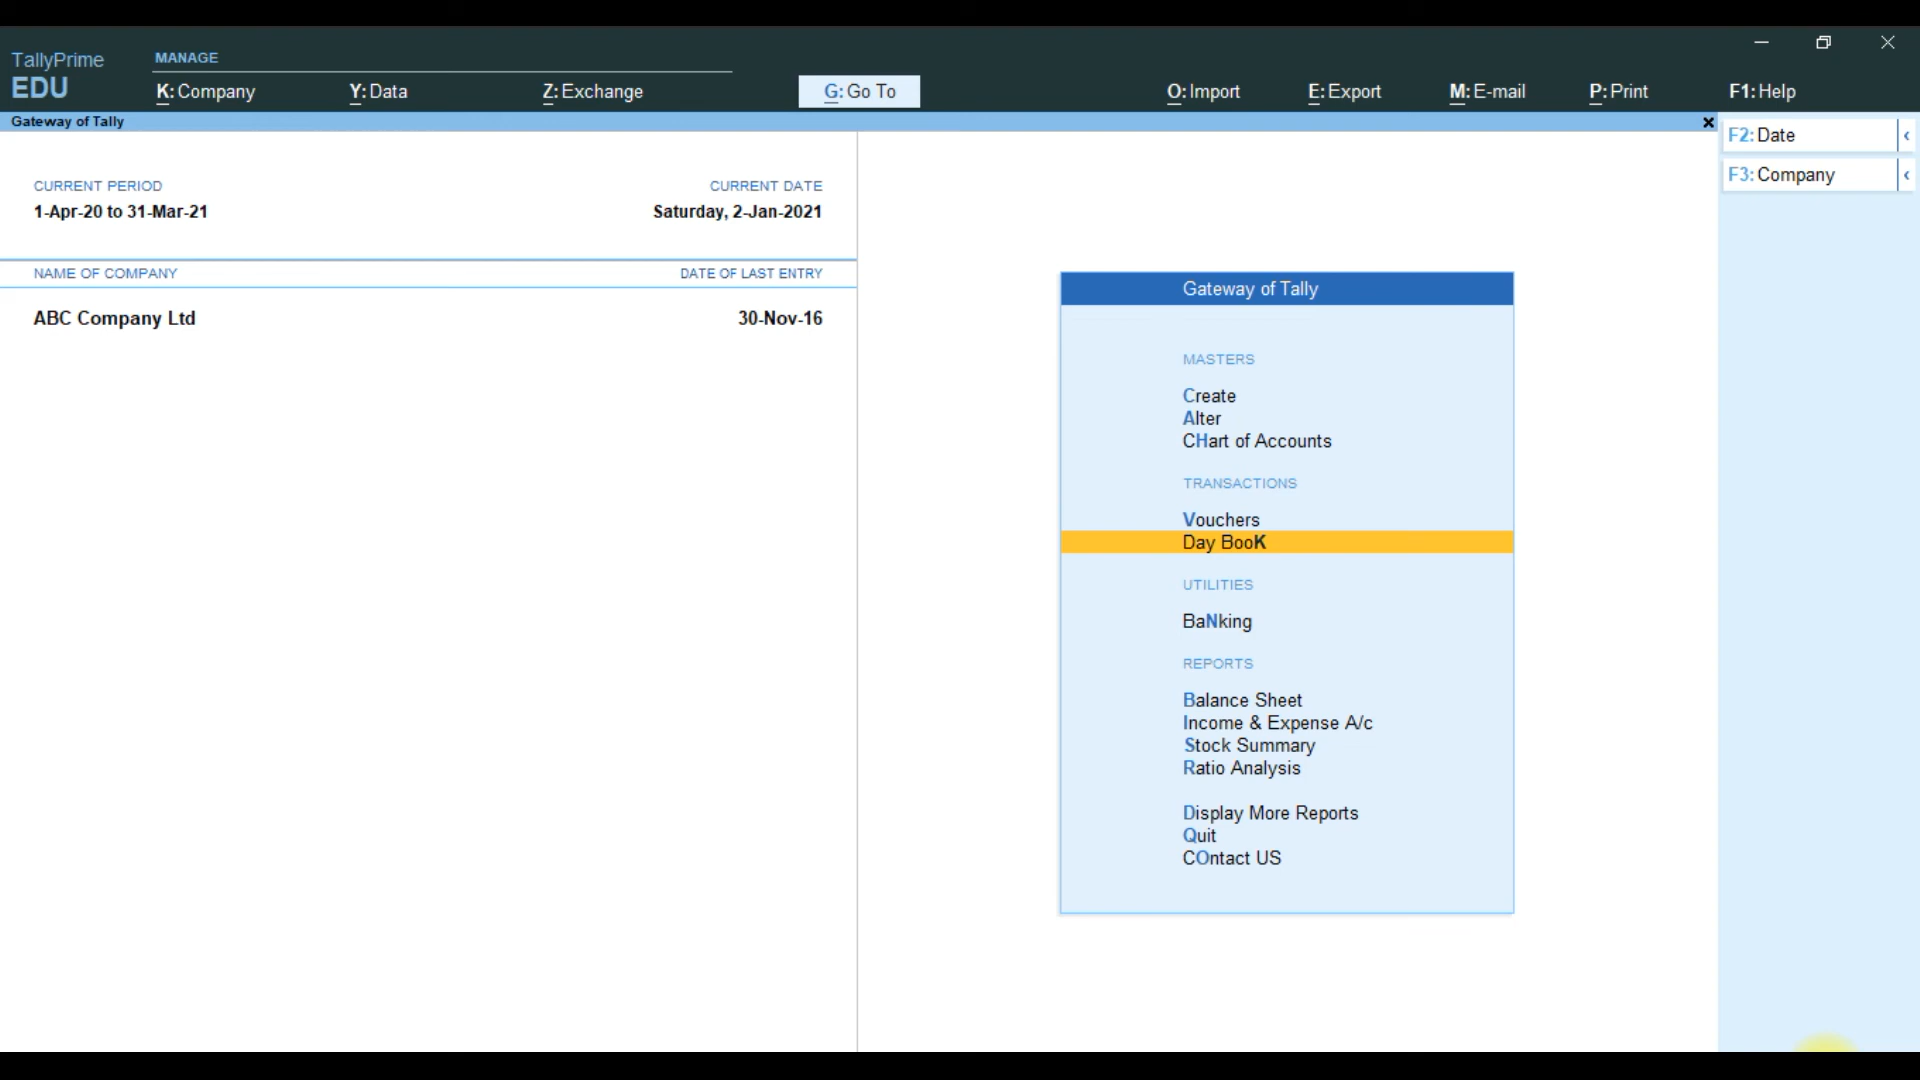 TallyPrime
EDU
MANAGE
K: Company
Y: Data
Z: Exchange
G: Go To
O: Import
E: Export
M: E-mail
P: Print
F1: Help
Gateway of Tally
F2: Date
F3: Company
CURRENT PERIOD
CURRENT DATE
1-Apr-20 to 31-Mar-21
Saturday, 2-Jan-2021
NAME OF COMPANY
DATE OF LAST ENTRY
ABC Company Ltd
30-Nov-16
Gateway of Tally
MASTERS
Create
Alter
CHart of Accounts
TRANSACTIONS
Vouchers
Day BooK
UTILITIES
BaNking
REPORTS
Balance Sheet
Income & Expense A/c
Stock Summary
Ratio Analysis
Display More Reports
Quit
COntact US